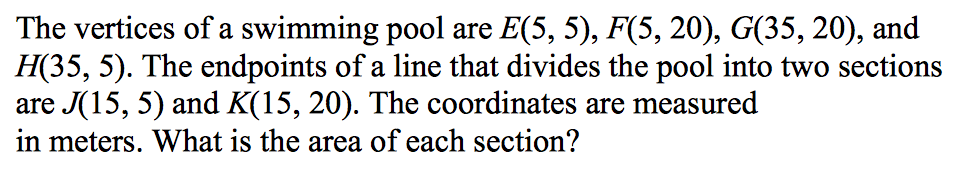 The vertices of a swimming pool are E(5, 5), F(5, 20), G(35, 20), and
H(35, 5). The endpoints of a line that divides the pool into two sections
are J(15, 5) and K(15, 20). The coordinates are measured
in meters. What is the area of each section?